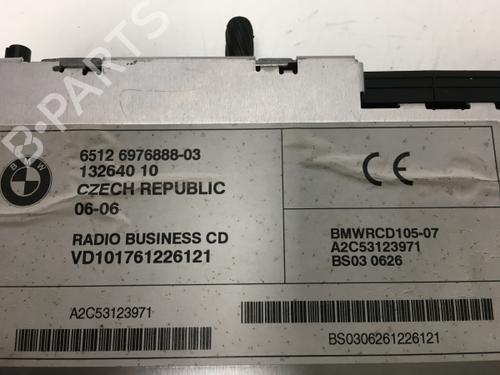 B-PARTS
BMW
6512 6976888-03
132640 10
CZECH REPUBLIC
06-06
RADIO BUSINESS CD
VD101761226121
BMWRCD105-07
A2C53123971
BS03 0626
A2C53123971
BS0306261226121